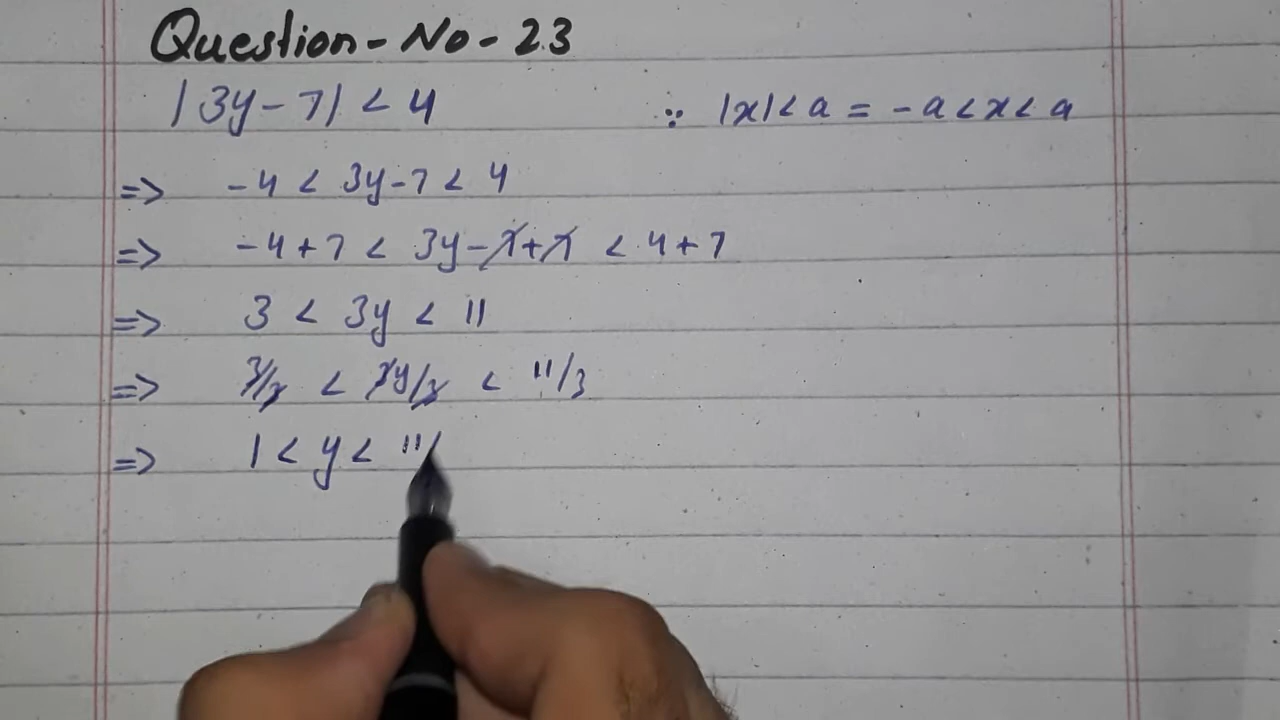 Question-No-23
|3y-7| < 4 ∵ |x| < a = -a < x < a
=> -4 < 3y-7 < 4
=> -4+7 < 3y-7+7 < 4+7
=> 3 < 3y < 11
=> 3/3 < 3y/3 < 11/3
=> 1 < y < 11/